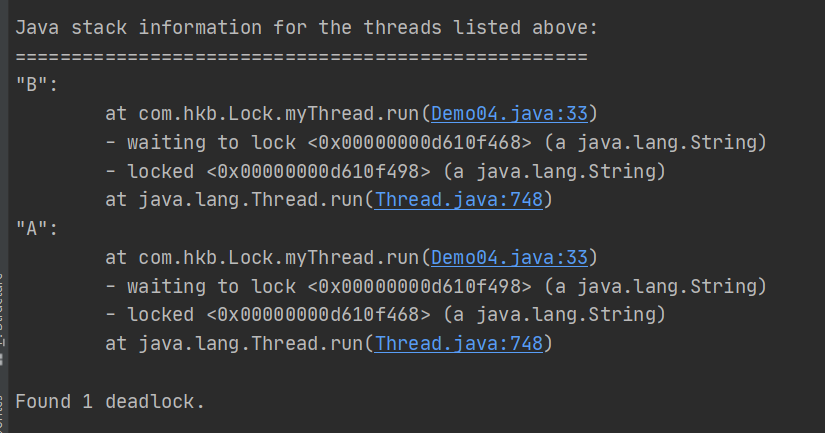 Java stack information for the threads listed above:
===================================================
"B":
        at com.hkb.Lock.myThread.run(Demo04.java:33)
        - waiting to lock <0x00000000d610f468> (a java.lang.String)
        - locked <0x00000000d610f498> (a java.lang.String)
        at java.lang.Thread.run(Thread.java:748)
"A":
        at com.hkb.Lock.myThread.run(Demo04.java:33)
        - waiting to lock <0x00000000d610f498> (a java.lang.String)
        - locked <0x00000000d610f468> (a java.lang.String)
        at java.lang.Thread.run(Thread.java:748)
Found 1 deadlock.